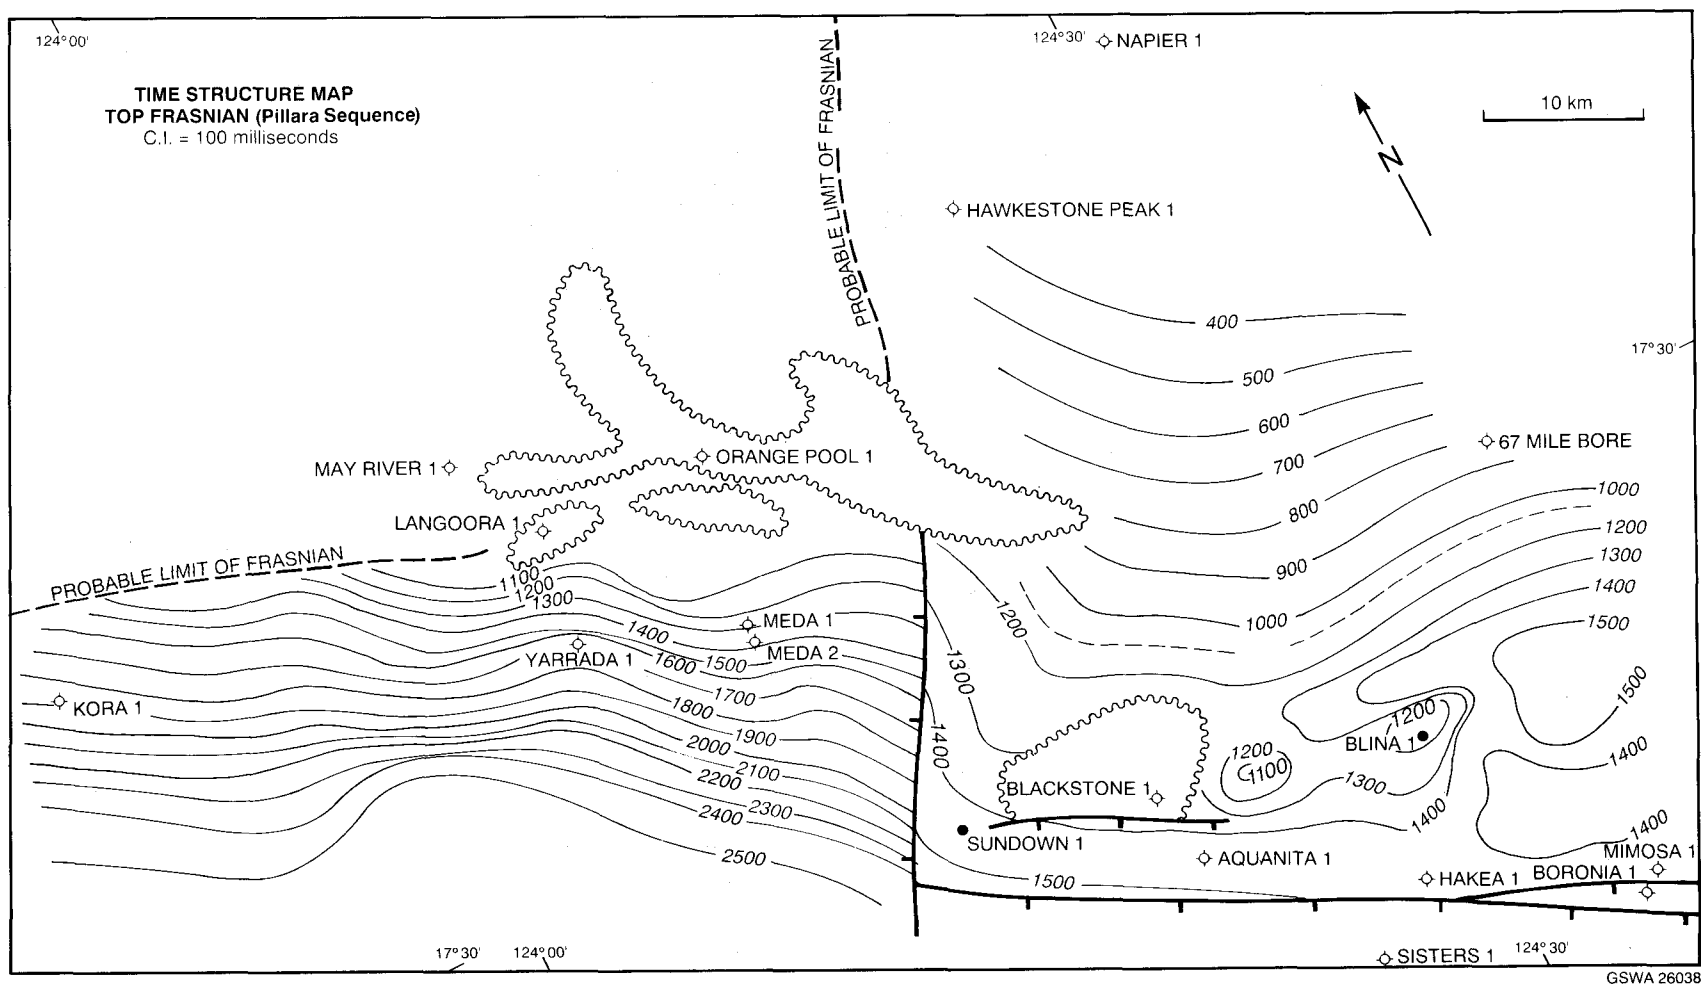 124°00'
124°30'
NAPIER 1
TIME STRUCTURE MAP
TOP FRASNIAN (Pillara Sequence)
C.I. = 100 milliseconds
10 km
N
PROBABLE LIMIT OF FRASNIAN
HAWKESTONE PEAK 1
400
17°30'
500
600
67 MILE BORE
700
MAY RIVER 1
ORANGE POOL 1
800
1000
LANGOORA 1
1200
PROBABLE LIMIT OF FRASNIAN
1300
900
1400
1100
1200
1300
1200
1000
1500
MEDA 1
1400
MEDA 2
YARRADA 1
1600
1500
1300
1700
1500
KORA 1
1800
1200
1900
1400
BLINA 1
2000
1200
1400
2100
1100
2200
1300
BLACKSTONE 1
2300
2400
1400
1400
SUNDOWN 1
MIMOSA 1
2500
AQUANITA 1
1500
HAKEA 1
BORONIA 1
17°30'
124°00'
SISTERS 1
124°30'
GSWA 26038